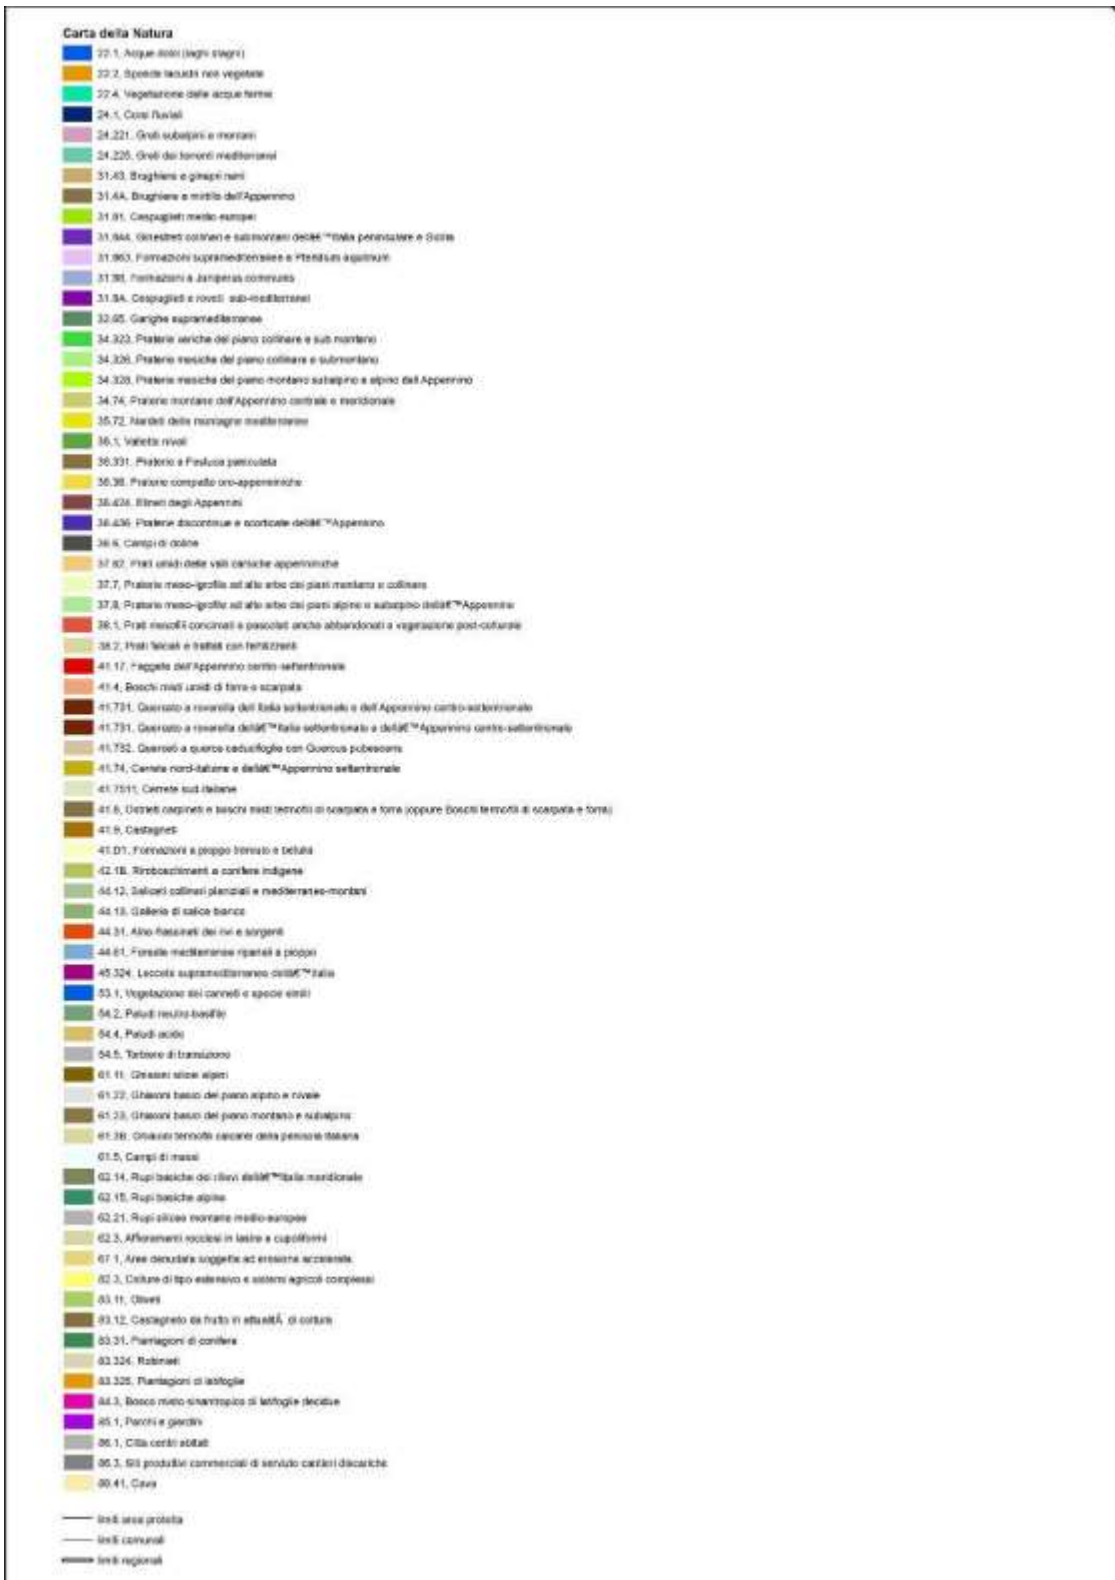 Carta della Natura
22.1, Acque dolci (laghi stagni)
22.2, Sponde lacustri non vegetate
22.4, Vegetazione delle acque ferme
24.1, Corsi fluviali
24.221, Greti subalpini e montani
24.225, Greti dei torrenti mediterranei
31.43, Brughiere a ginepri nani
31.4A, Brughiere a mirtillo dell'Appennino
31.81, Cespuglieti medio europei
31.844, Ginestreti collinari e submontani dellâ€™Italia peninsulare e Sicilia
31.863, Formazioni supramediterranee a Pteridium aquilinum
31.88, Formazioni a Juniperus communis
31.8A, Cespuglieti e roveti sub-mediterranei
32.65, Garighe supramediterranee
34.323, Praterie xeriche del piano collinare e sub montano
34.326, Praterie mesiche del piano collinare e submontano
34.328, Praterie mesiche del piano montano subalpino e alpino dell'Appennino
34.74, Praterie montane dell'Appennino centrale e meridionale
35.72, Nardeti delle montagne mediterranee
36.1, Vallette nivali
36.331, Praterie a Festuca paniculata
36.38, Praterie compatte oro-appenniniche
36.424, Elineti degli Appennini
36.436, Praterie discontinue e scorticate dellâ€™Appennino
36.6, Campi di doline
37.62, Prati umidi delle valli carsiche appenniniche
37.7, Praterie meso-igrofile ad alte erbe dei piani montano e collinare
37.8, Praterie meso-igrofile ad alte erbe dei piani alpino e subalpino dellâ€™Appennino
38.1, Prati mesofili concimati e pascolati anche abbandonati e vegetazione post-colturale
38.2, Prati falciati e trattati con fertilizzanti
41.17, Faggete dell'Appennino centro-settentrionale
41.4, Boschi misti umidi di forra e scarpata
41.731, Querceto a roverella dell'Italia settentrionale e dell'Appennino centro-settentrionale
41.731, Querceto a roverella dellâ€™Italia settentrionale e dellâ€™Appennino centro-settentrionale
41.732, Querceti a querce caducifoglie con Quercus pubescens
41.74, Cerrete nord-italiane e dellâ€™Appennino settentrionale
41.7511, Cerrete sud-italiane
41.8, Ostrieti carpineti e boschi misti termofili di scarpata e forra (oppure Boschi termofili di scarpata e forra)
41.9, Castagneti
41.D1, Formazioni a pioppo tremulo e betulla
42.1B, Rimboschimenti a conifere indigene
44.12, Saliceti collinari planiziali e mediterraneo-montani
44.13, Gallerie di salice bianco
44.31, Alno-frassineti dei rivi e sorgenti
44.61, Foreste mediterranee ripariali a pioppo
45.324, Leccete supramediterranee dellâ€™Italia
53.1, Vegetazione dei canneti e specie simili
54.2, Paludi neutro-basifile
54.4, Paludi acide
54.5, Torbiere di transizione
61.11, Ghiaioni silicei alpini
61.22, Ghiaioni basici del piano alpino e nivale
61.23, Ghiaioni basici del piano montano e subalpino
61.3B, Ghiaioni termofili calcarei della penisola italiana
61.5, Campi di massi
62.14, Rupi basiche dei rilievi dellâ€™Italia meridionale
62.15, Rupi basiche alpine
62.21, Rupi silicee montane medio-europee
62.3, Affioramenti rocciosi in lastre e cupoliformi
67.1, Aree denudate soggette ad erosione accelerata
82.3, Colture di tipo estensivo e sistemi agricoli complessi
83.11, Oliveti
83.12, Castagneto da frutto in attualitÃ  di coltura
83.31, Piantagioni di conifere
83.324, Robinieti
83.325, Piantagioni di latifoglie
84.3, Bosco misto sinantropico di latifoglie decidue
85.1, Parchi e giardini
86.1, Citta centri abitati
86.3, Siti produttivi commerciali di servizio cantieri discariche
86.41, Cava
limiti area protetta
limiti comunali
limiti regionali